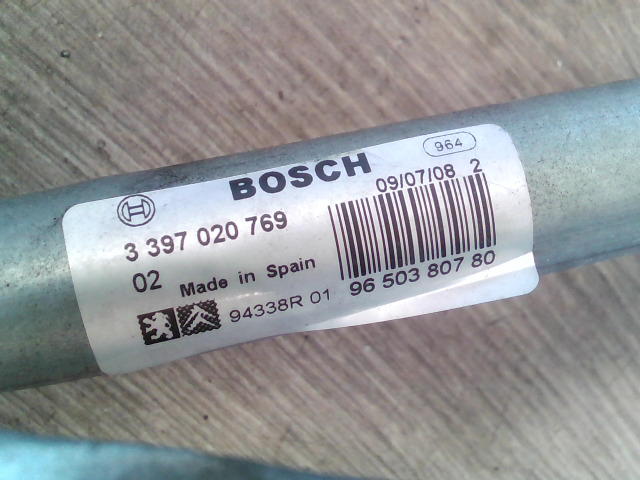 964
BOSCH
09/07/08 2
3 397 020 769
02 Made in Spain
96 503 807 80
94338R 01